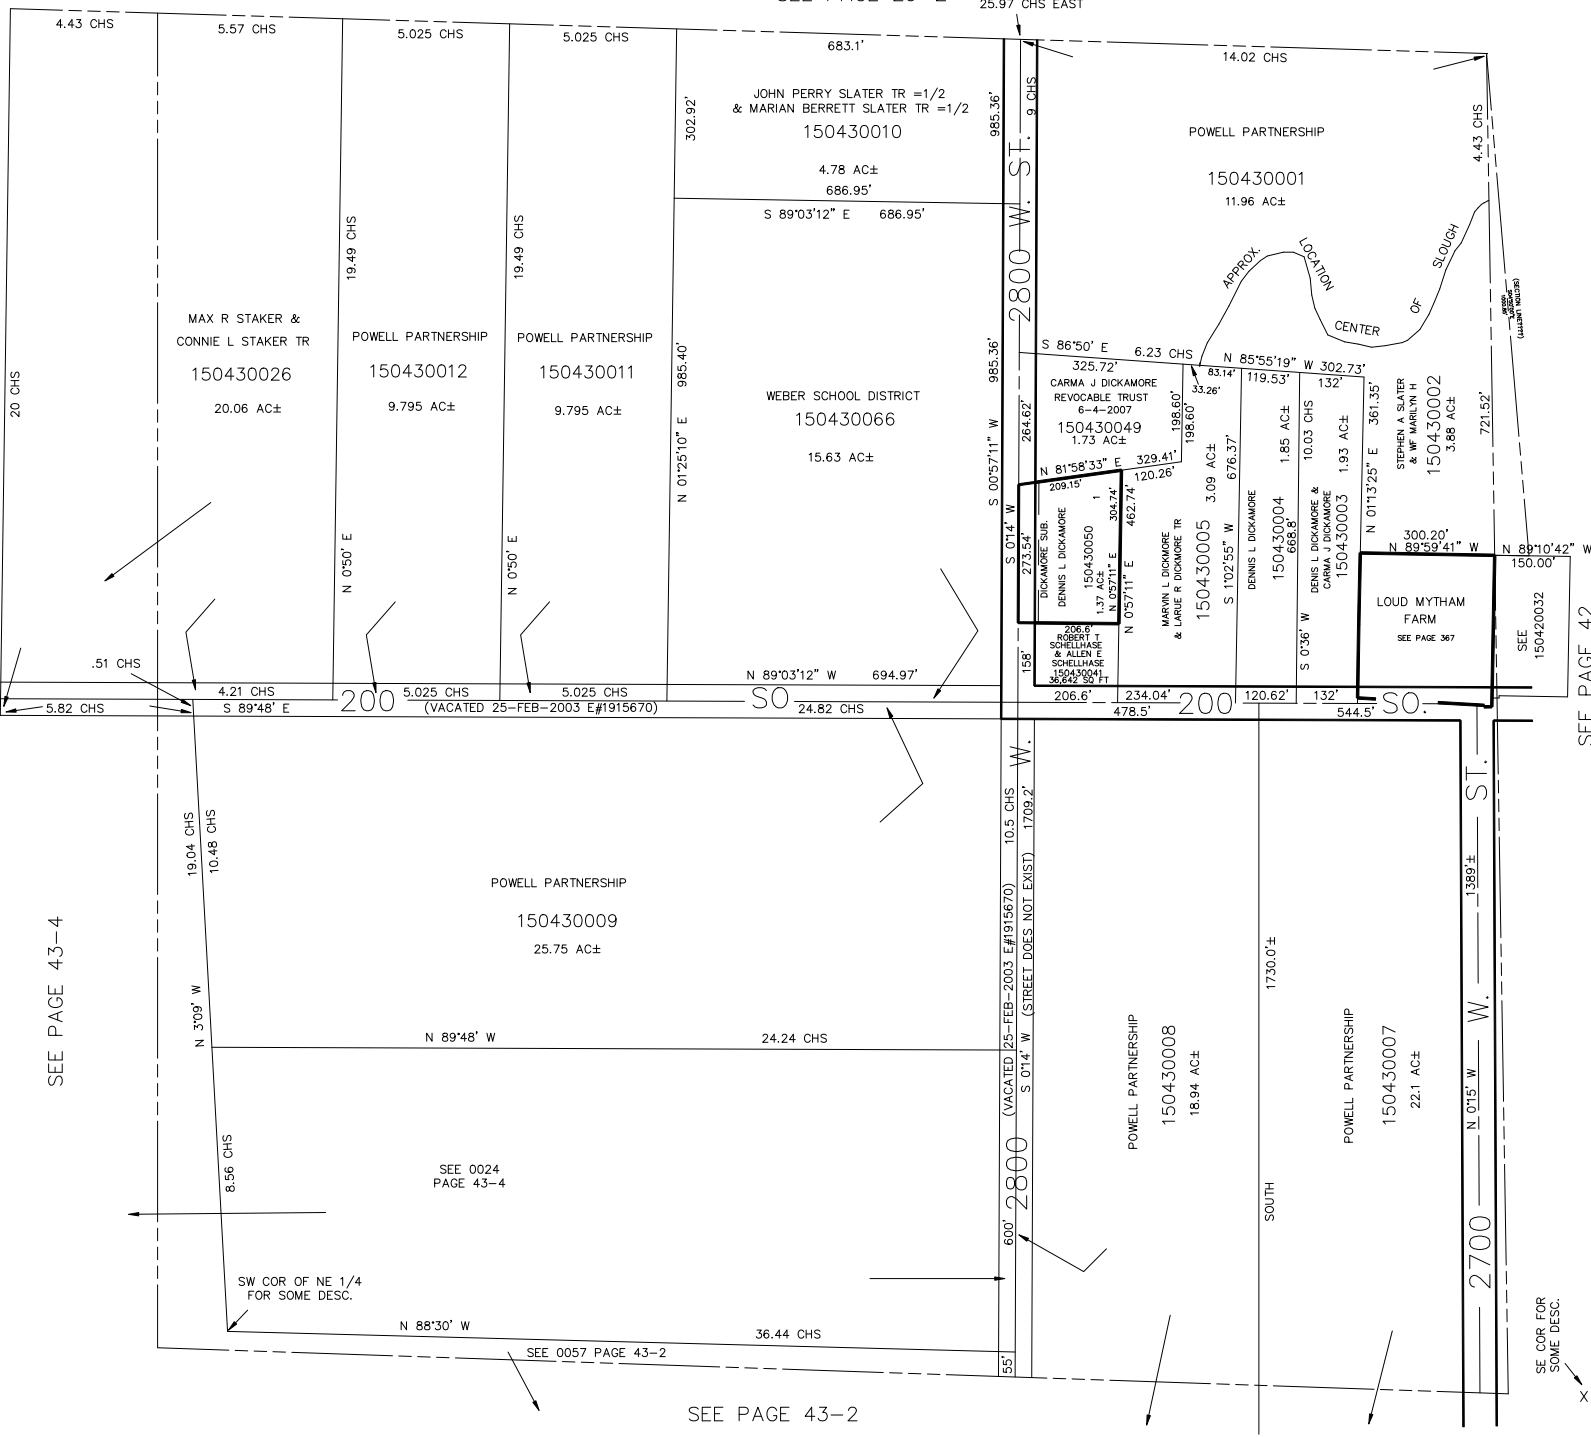 25.97 CHS EAST
4.43 CHS
5.57 CHS
5.025 CHS
5.025 CHS
683.1'
14.02 CHS
JOHN PERRY SLATER TR =1/2
& MARIAN BERRETT SLATER TR =1/2
150430010
4.78 AC±
686.95'
S 89°03'12" E 686.95'
302.92'
985.36'
9 CHS
2800 W. ST.
POWELL PARTNERSHIP
150430001
11.96 AC±
4.43 CHS
APPROX.
LOCATION
CENTER
OF
SLOUGH
20 CHS
MAX R STAKER &
CONNIE L STAKER TR
150430026
20.06 AC±
19.49 CHS
N 0°50' E
POWELL PARTNERSHIP
150430012
9.795 AC±
19.49 CHS
N 0°50' E
POWELL PARTNERSHIP
150430011
9.795 AC±
N 01°25'10" E 985.40'
WEBER SCHOOL DISTRICT
150430066
15.63 AC±
S 00°57'11" W 985.36'
S 86°50' E 6.23 CHS
N 85°55'19" W 302.73'
325.72'
83.14'
33.26'
119.53'
132'
CARMA J DICKAMORE
REVOCABLE TRUST
6-4-2007
150430049
1.73 AC±
264.62'
198.60'
198.60'
N 81°58'33" E 329.41'
209.15'
120.26'
S 0°14' W
273.54'
DICKAMORE SUB.
DENNIS L DICKAMORE
150430050
1.37 AC±
1
N 0°57'11" E 304.74'
N 0°57'11" E 462.74'
MARVIN L DICKMORE
& LARUE R DICKMORE TR
150430005
3.09 AC±
S 1°02'55" W 676.37'
DENNIS L DICKAMORE
150430004
1.85 AC±
668.8'
S 0°36' W 10.03 CHS
DENIS L DICKAMORE &
CARMA J DICKAMORE
150430003
1.93 AC±
N 01°13'25" E 361.35'
STEPHEN A SLATER
& WF MARILYN H
150430002
3.88 AC±
721.52'
300.20'
N 89°59'41" W
N 89°10'42" W
150.00'
LOUD MYTHAM
FARM
SEE PAGE 367
SEE
150420032
SEE PAGE 42
206.6'
ROBERT T
SCHELLHASE
& ALLEN E
SCHELLHASE
150430041
36,642 SQ FT
158'
.51 CHS
N 89°03'12" W 694.97'
4.21 CHS
5.025 CHS
5.025 CHS
206.6'
234.04'
120.62'
132'
5.82 CHS
S 89°48' E
200 SO
(VACATED 25-FEB-2003 E#1915670)
24.82 CHS
478.5'
200 SO.
544.5'
19.04 CHS
10.48 CHS
N 3°09' W
8.56 CHS
POWELL PARTNERSHIP
150430009
25.75 AC±
N 89°48' W 24.24 CHS
SEE PAGE 43-4
SEE 0024
PAGE 43-4
10.5 CHS
(VACATED 25-FEB-2003 E#1915670)
600'
55'
2800 W.
S 0°14' W (STREET DOES NOT EXIST) 1709.2'
POWELL PARTNERSHIP
150430008
18.94 AC±
SOUTH 1730.0'±
POWELL PARTNERSHIP
150430007
22.1 AC±
N 0°15' W 1389'±
2700 W. ST.
SW COR OF NE 1/4
FOR SOME DESC.
N 88°30' W 36.44 CHS
SEE 0057 PAGE 43-2
SEE PAGE 43-2
SE COR FOR
SOME DESC.
X